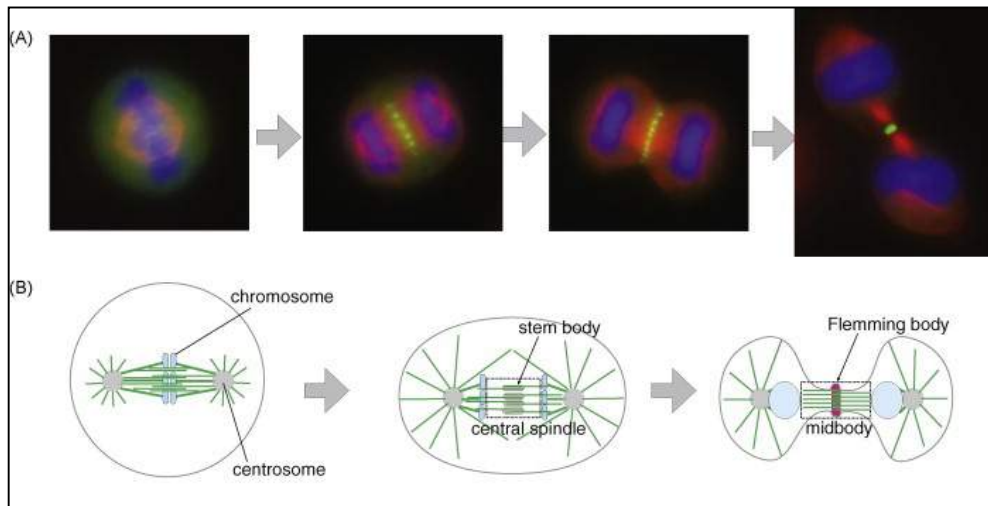 (A)
(B)
chromosome
centrosome
stem body
central spindle
Flemming body
midbody